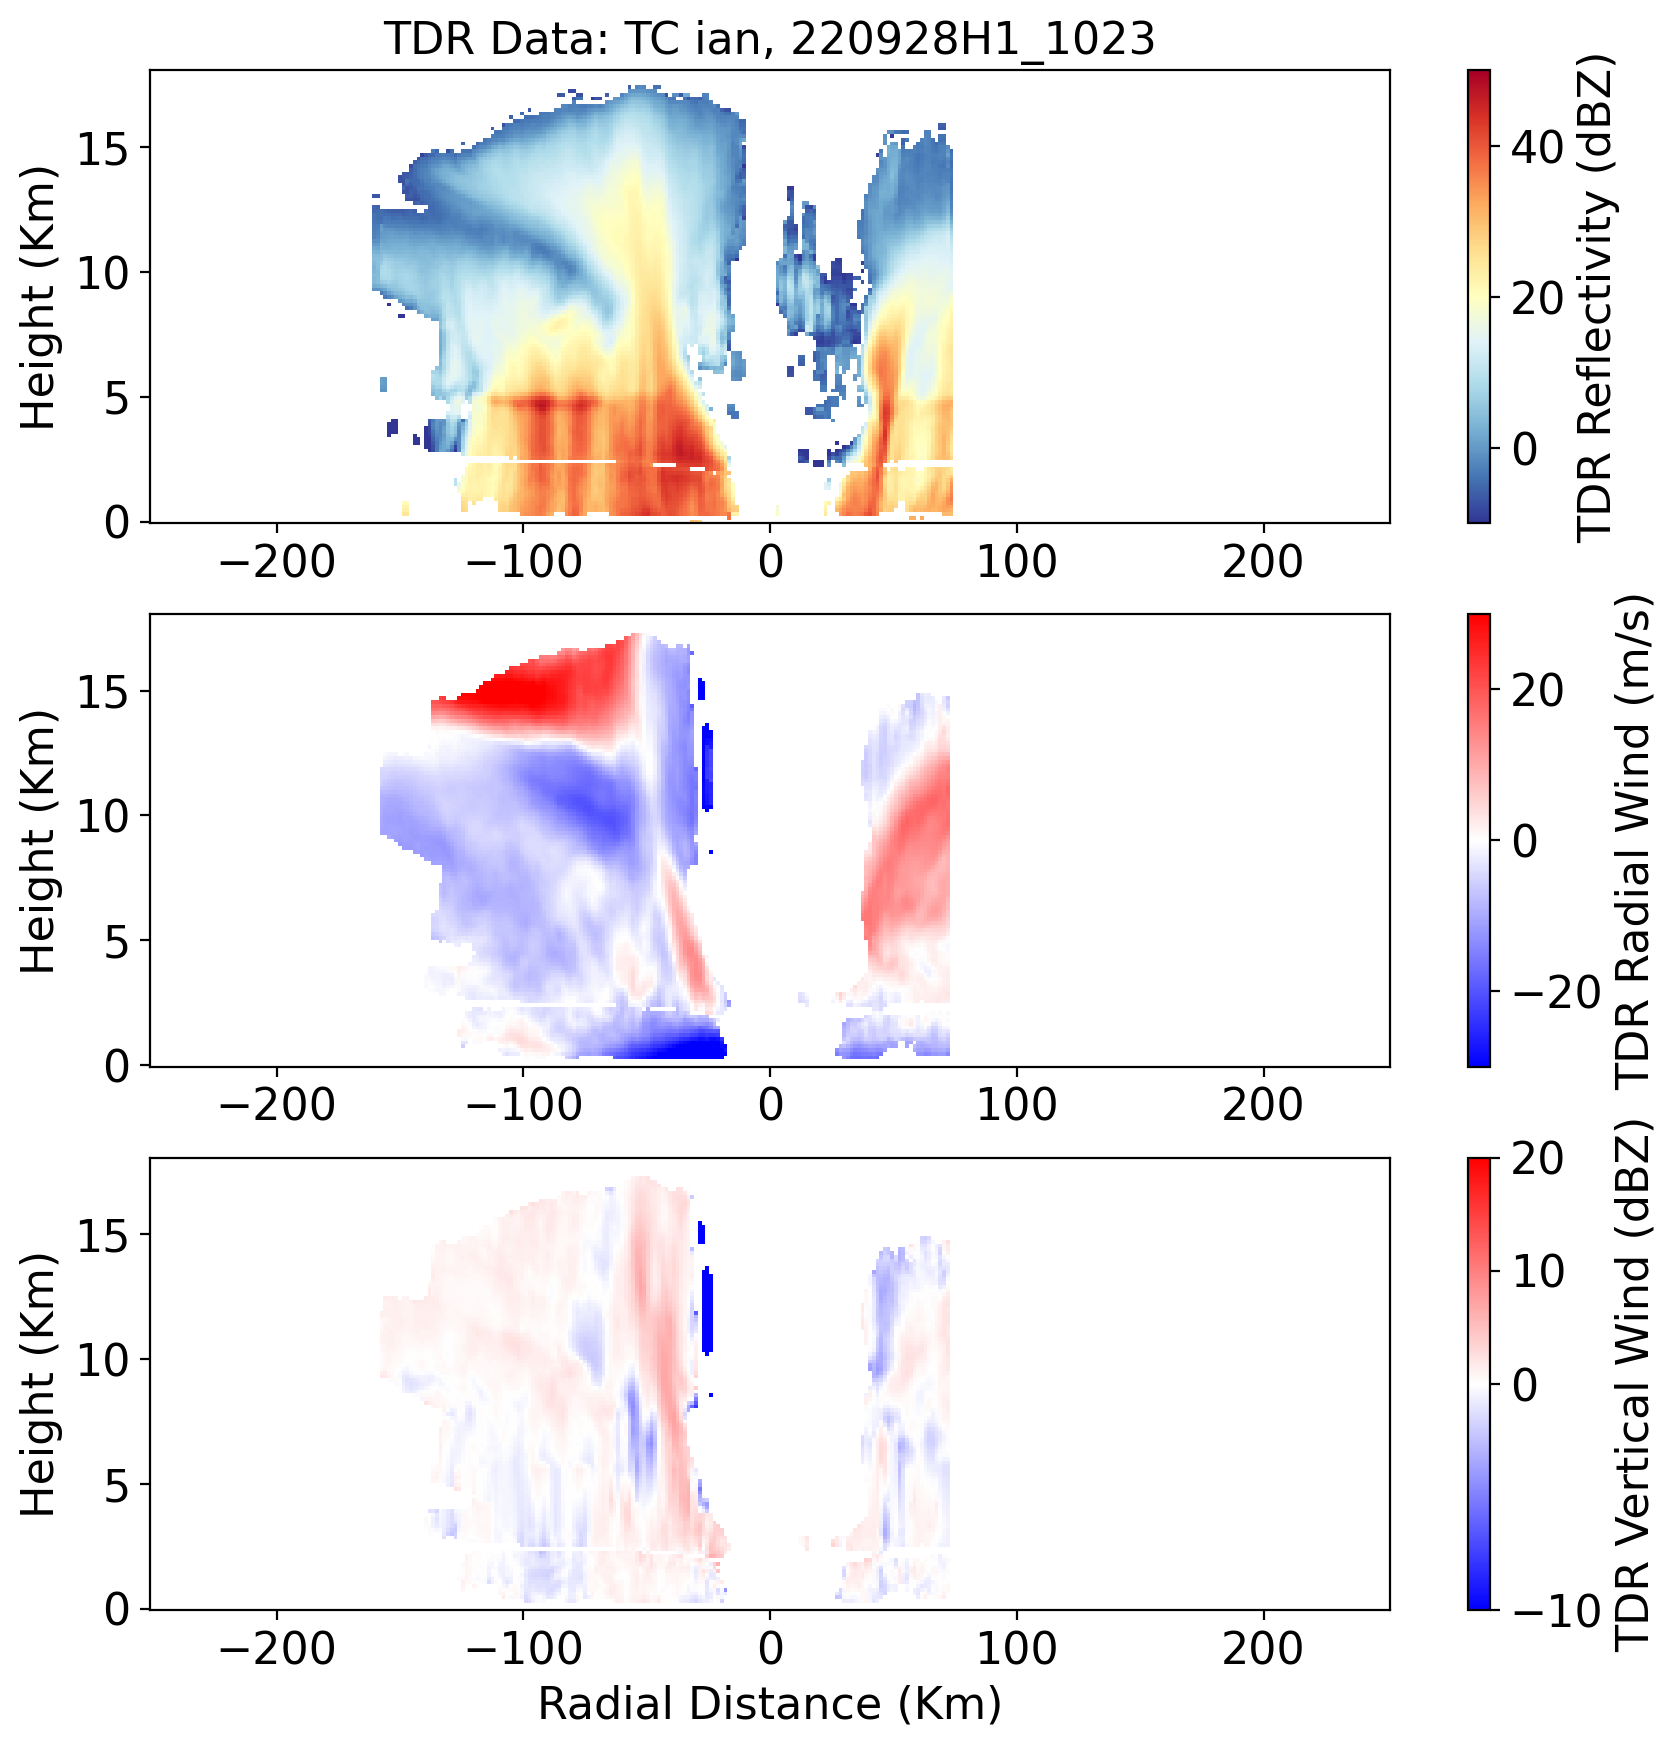 TDR Data: TC ian, 220928H1_1023
Height (Km)
15
10
5
0
−200 −100 0 100 200
40
20
0
TDR Reflectivity (dBZ)
Height (Km)
15
10
5
0
−200 −100 0 100 200
20
0
−20
TDR Radial Wind (m/s)
Height (Km)
15
10
5
0
−200 −100 0 100 200
Radial Distance (Km)
20
10
0
−10
TDR Vertical Wind (dBZ)